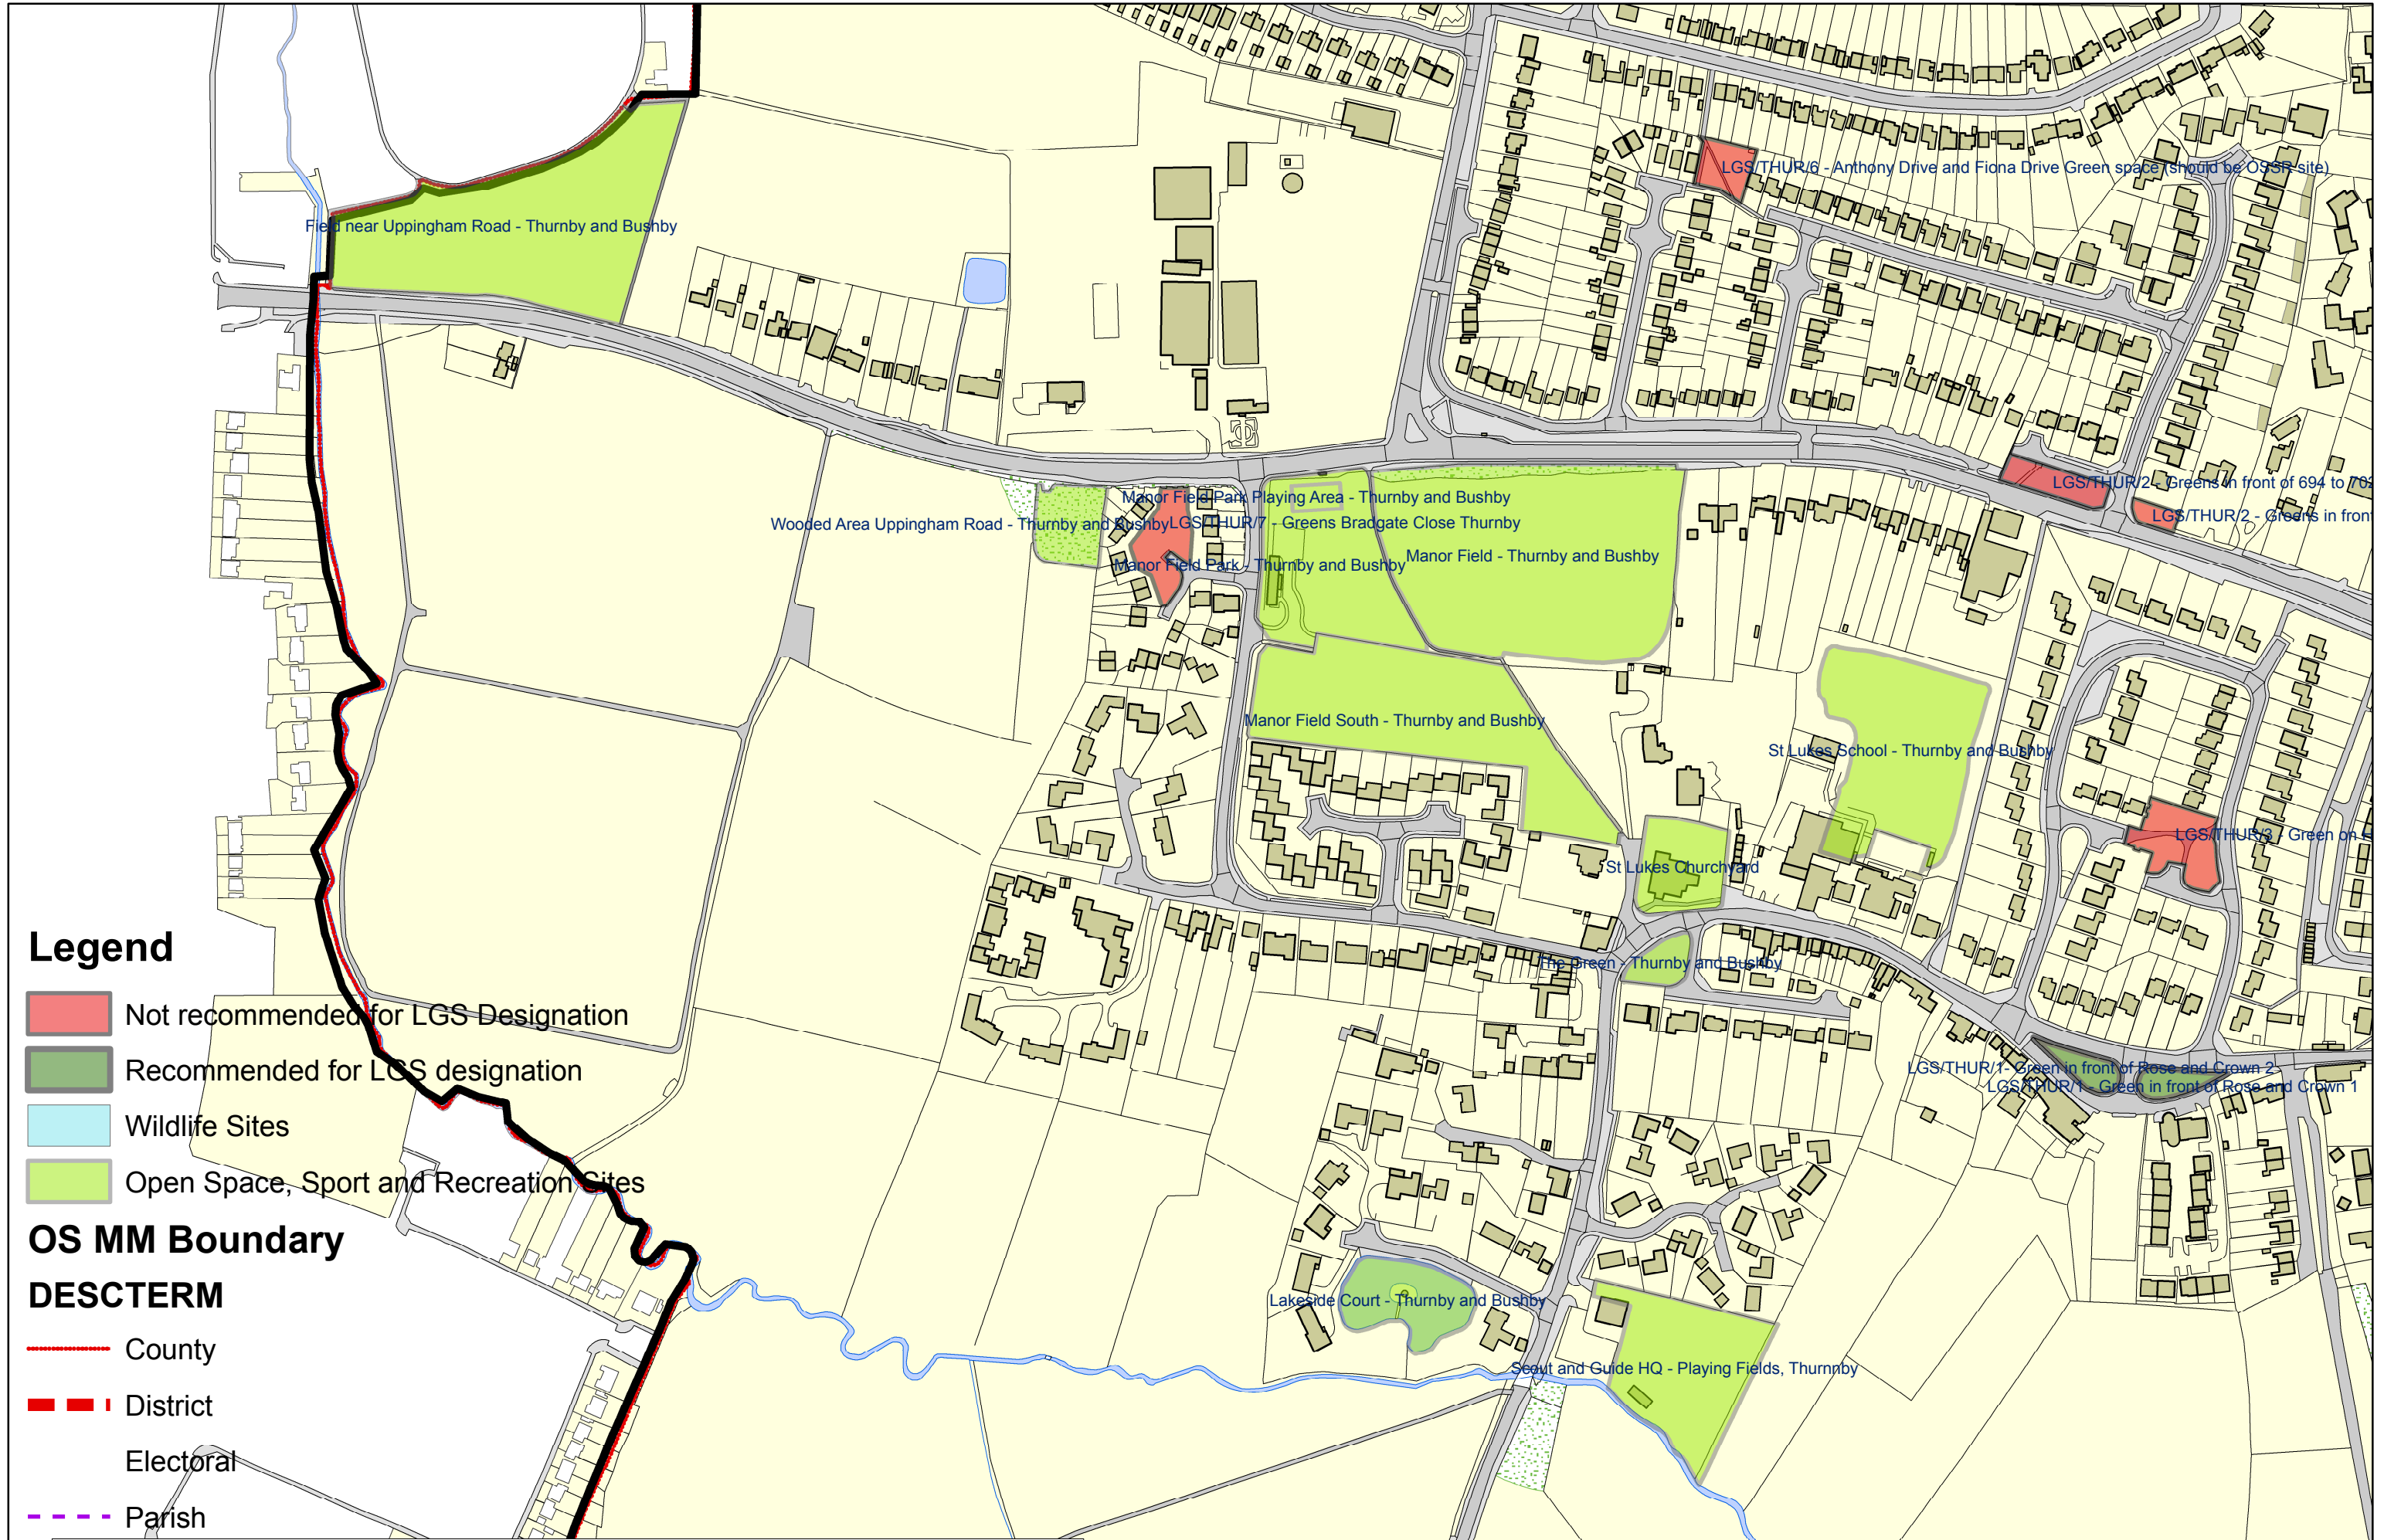 LGS/THUR/6 - Anthony Drive and Fiona Drive Green space (should be OSSR site)
Field near Uppingham Road - Thurnby and Bushby
LGS/THUR/2 - Greens in front of 694 to 702
Manor Field Park Playing Area - Thurnby and Bushby
LGS/THUR/2 - Greens in front
Wooded Area Uppingham Road - Thurnby and Bushby
LGS/THUR/7 - Greens Bradgate Close Thurnby
Manor Field - Thurnby and Bushby
Manor Field Park - Thurnby and Bushby
Manor Field South - Thurnby and Bushby
St Lukes School - Thurnby and Bushby
LGS/THUR/3 - Green on H
St Lukes Churchyard
The Green - Thurnby and Bushby
LGS/THUR/1- Green in front of Rose and Crown 2
LGS/THUR/1 - Green in front of Rose and Crown 1
Lakeside Court - Thurnby and Bushby
Scout and Guide HQ - Playing Fields, Thurnnby
Legend
Not recommended for LGS Designation
Recommended for LGS designation
Wildlife Sites
Open Space, Sport and Recreation Sites
OS MM Boundary
DESCTERM
County
District
Electoral
Parish